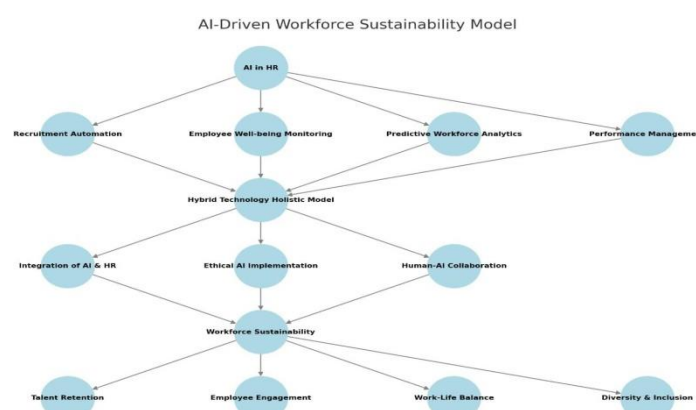 AI-Driven Workforce Sustainability Model
AI in HR
Recruitment Automation
Employee Well-being Monitoring
Predictive Workforce Analytics
Performance Manageme
Hybrid Technology Holistic Model
Integration of AI & HR
Ethical AI Implementation
Human-AI Collaboration
Workforce Sustainability
Talent Retention
Employee Engagement
Work-Life Balance
Diversity & Inclusion